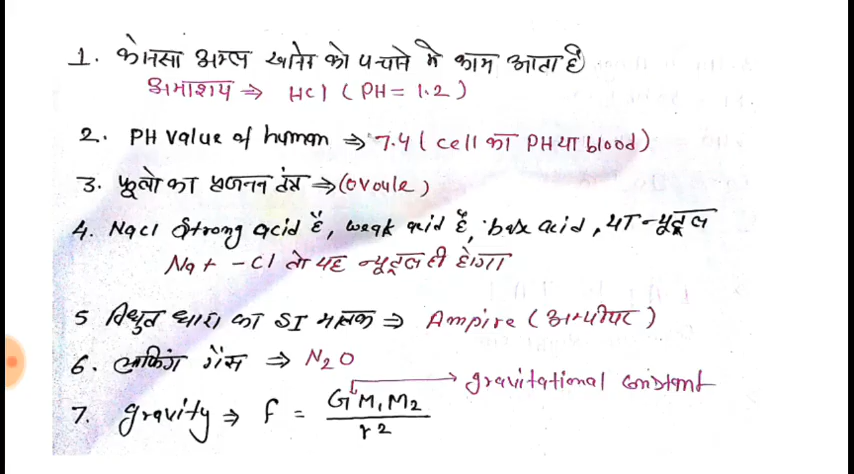 1. कोनसा अम्ल खाने को पचाने मे काम आता है
अमाशय ⇒ HCl (PH = 1.2)
2. PH value of human ⇒ 7.4 ( cell का PH या blood)
3. फूलो का प्रजनन तंत्र ⇒ (ovoule)
4. Nacl Strong acid है, weak acid है, base acid, या न्यूट्रल
Na + -Cl तो यह न्यूट्रल ही होगा
5 विधुत धारा का SI मात्रक ⇒ Ampire (अम्पीयर)
6. लाफिंग गैस ⇒ N2O
gravitational constant
7. gravity ⇒ f = G M1 M2 / r2